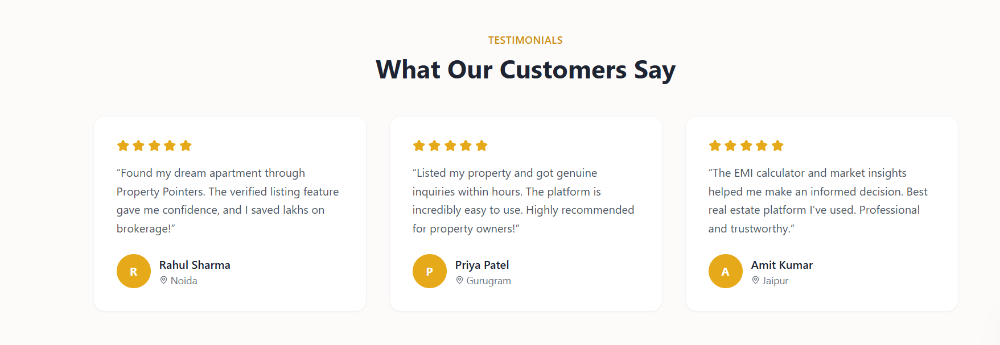 TESTIMONIALS
What Our Customers Say
“Found my dream apartment through
Property Pointers. The verified listing feature
gave me confidence, and I saved lakhs on
brokerage!”
R
Rahul Sharma
Noida
“Listed my property and got genuine
inquiries within hours. The platform is
incredibly easy to use. Highly recommended
for property owners!”
P
Priya Patel
Gurugram
“The EMI calculator and market insights
helped me make an informed decision. Best
real estate platform I've used. Professional
and trustworthy.”
A
Amit Kumar
Jaipur